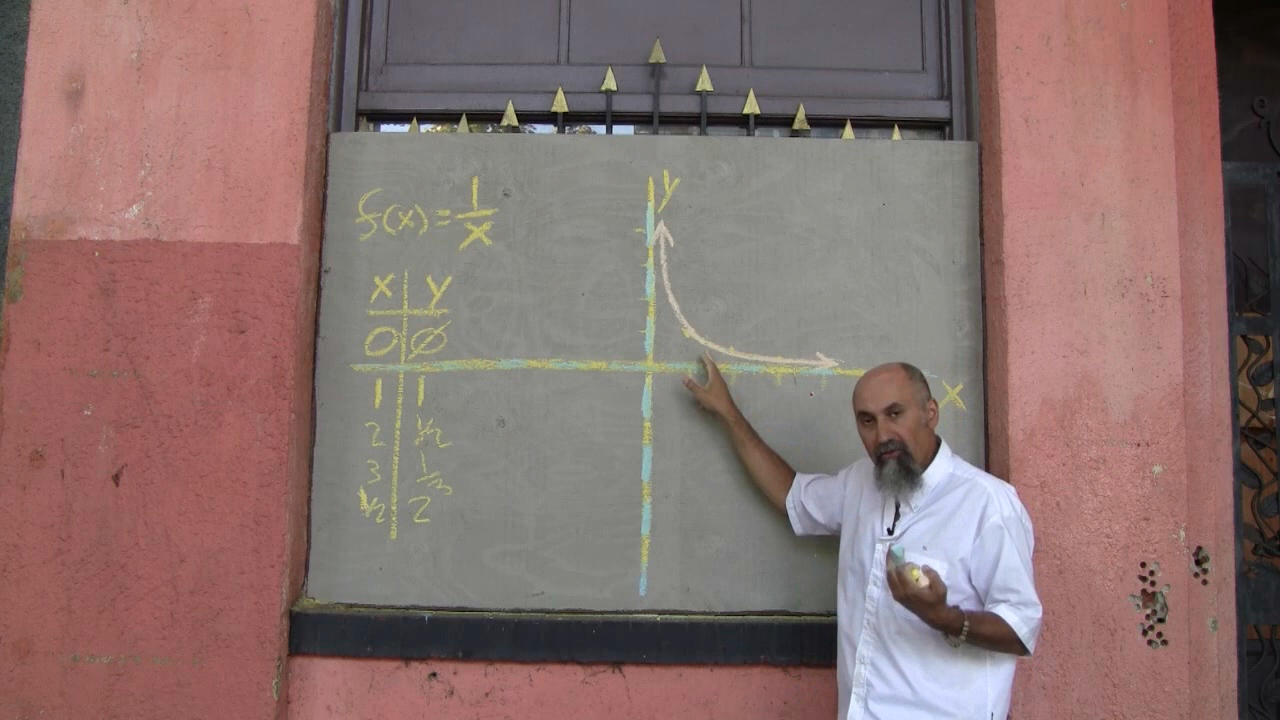 f(x) = 1/x
x y
0 Ø
1 1
2 1/2
3 1/3
1/2 2
y
x